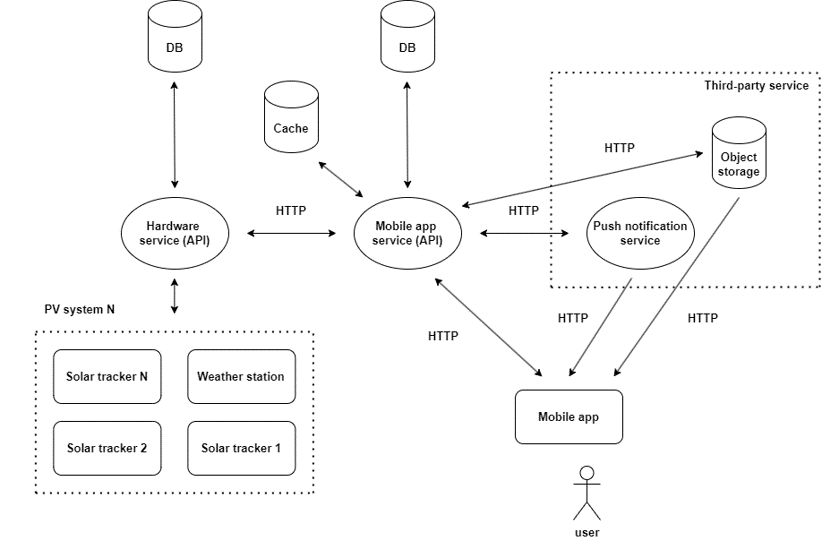 DB
DB
Third-party service
Cache
HTTP
Object
storage
Hardware
service (API)
HTTP
Mobile app
service (API)
HTTP
Push notification
service
PV system N
HTTP
HTTP
HTTP
Solar tracker N
Weather station
Mobile app
Solar tracker 2
Solar tracker 1
user